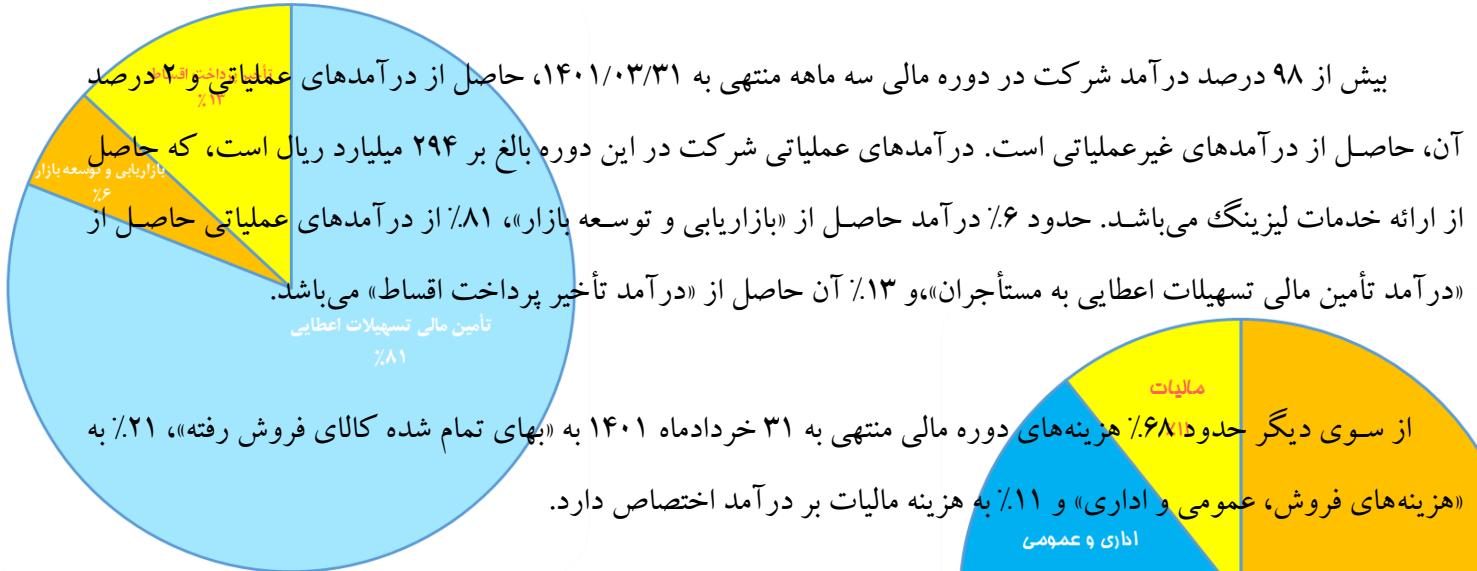 بیش از ۹۸ درصد درآمد شرکت در دوره مالی سه ماهه منتهی به ۱۴۰۱/۰۳/۳۱، حاصل از درآمدهای عملیاتی و ۲ درصد
آن، حاصل از درآمدهای غیرعملیاتی است. درآمدهای عملیاتی شرکت در این دوره بالغ بر ۲۹۴ میلیارد ریال است، که حاصل
از ارائه خدمات لیزینگ می‌باشد. حدود ۶٪ درآمد حاصل از «بازاریابی و توسعه بازار»، ۸۱٪ از درآمدهای عملیاتی حاصل از
«درآمد تأمین مالی تسهیلات اعطایی به مستأجران»،و ۱۳٪ آن حاصل از «درآمد تأخیر پرداخت اقساط» می‌باشد.
از سوی دیگر حدود ۶۸٪ هزینه‌های دوره مالی منتهی به ۳۱ خردادماه ۱۴۰۱ به «بهای تمام شده کالای فروش رفته»، ۲۱٪ به
«هزینه‌های فروش، عمومی و اداری» و ۱۱٪ به هزینه مالیات بر درآمد اختصاص دارد.
تأخیر پرداخت اقساط
۱۳٪
بازاریابی و توسعه بازار
۶٪
تأمین مالی تسهیلات اعطایی
۸۱٪
مالیات
اداری و عمومی